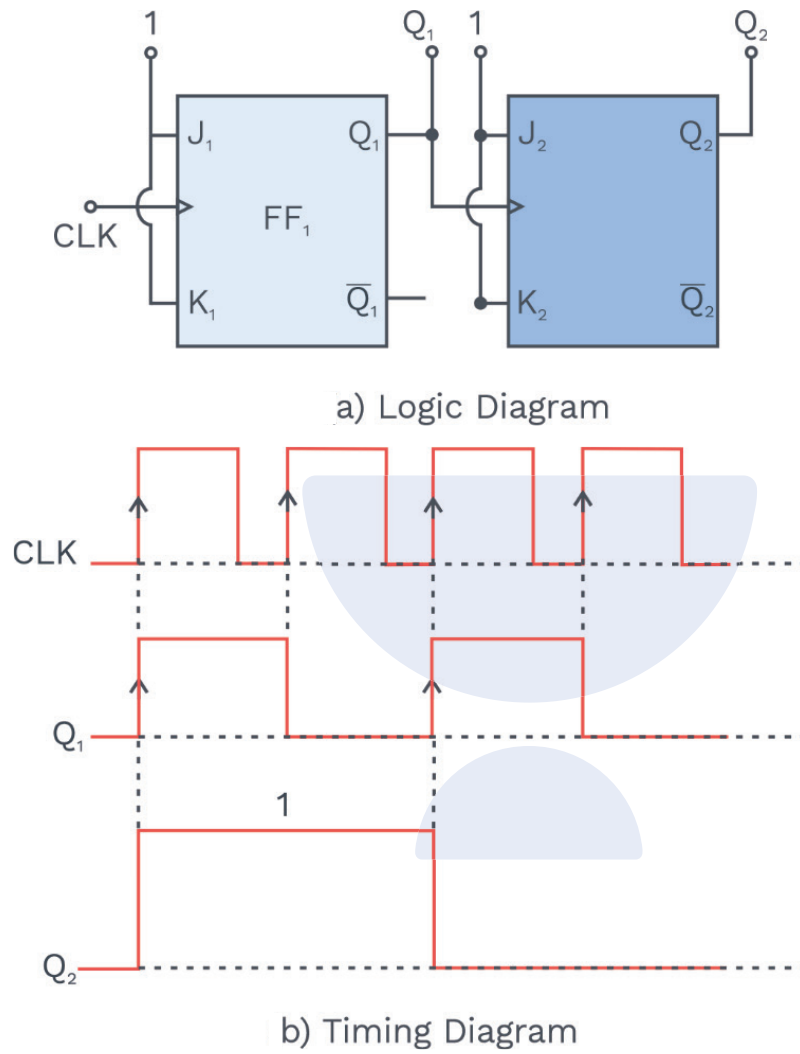 1 Q₁ 1 Q₂
J₁ Q₁ J₂ Q₂
CLK FF₁
K₁ Q̅₁ K₂ Q̅₂
a) Logic Diagram
CLK
Q₁
1
Q₂
b) Timing Diagram